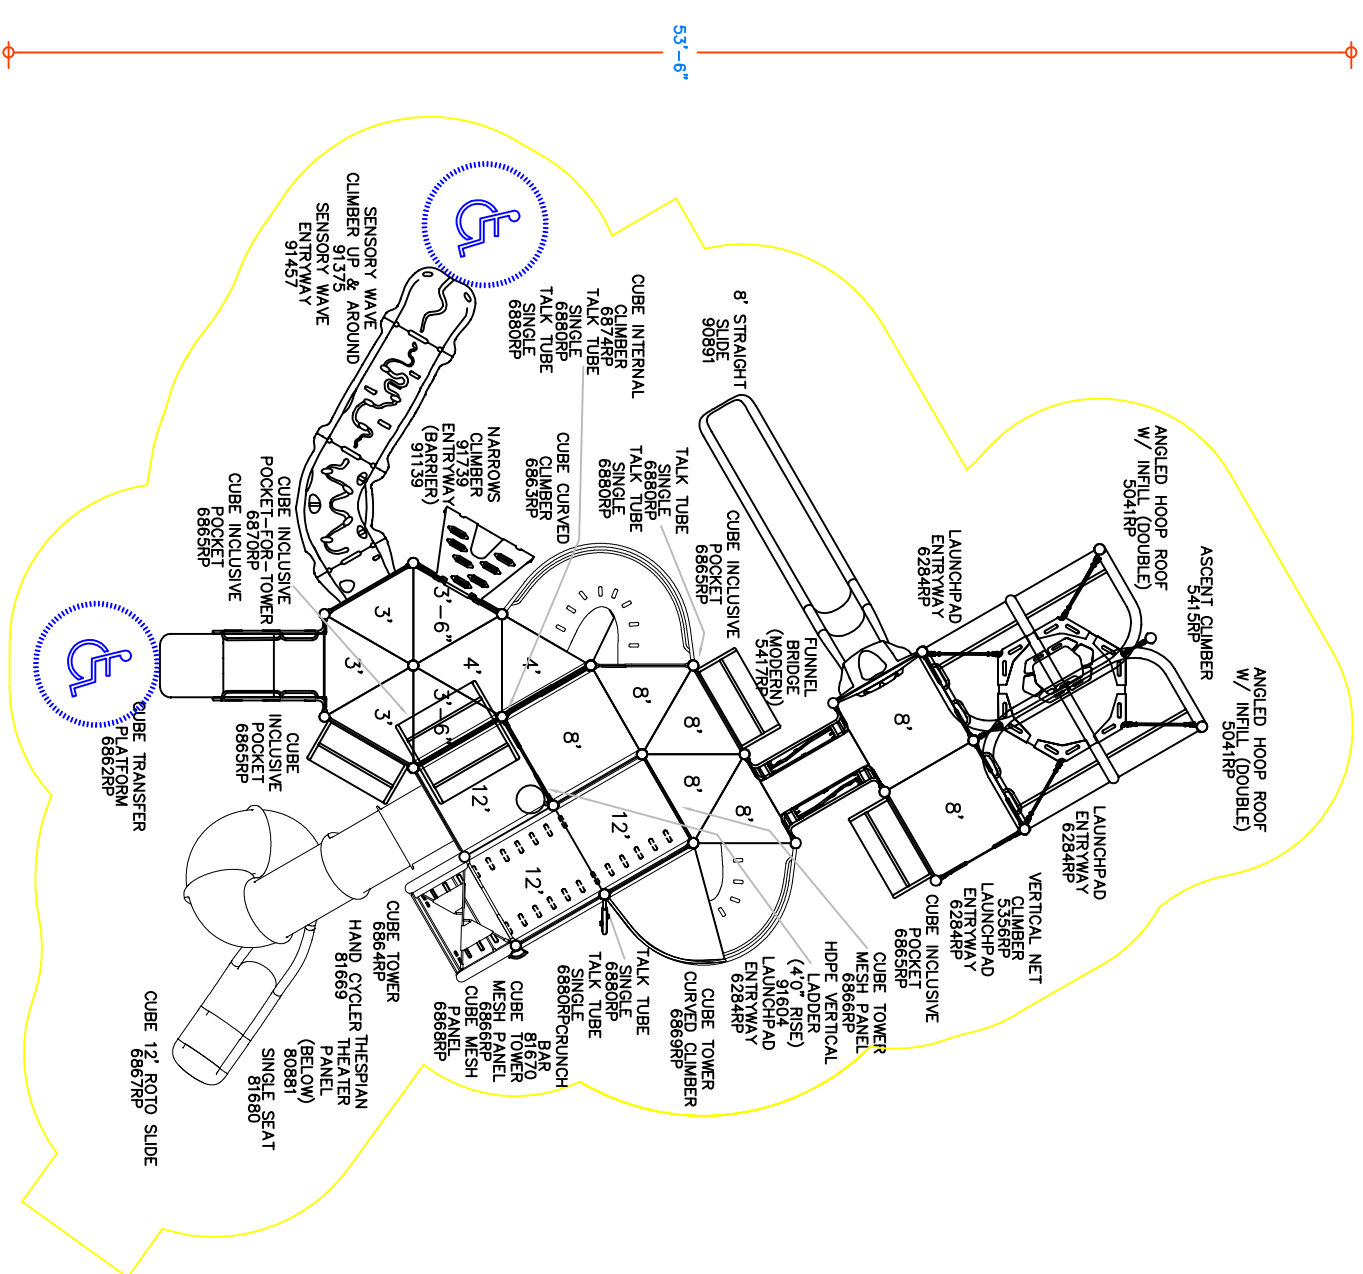 53'-6"
ANGLED HOOP ROOF
W/ INFILL (DOUBLE)
5041RP
ASCENT CLIMBER
5415RP
ANGLED HOOP ROOF
W/ INFILL (DOUBLE)
5041RP
LAUNCHPAD
ENTRYWAY
6284RP
LAUNCHPAD
ENTRYWAY
6284RP
VERTICAL NET
CLIMBER
5356RP
LAUNCHPAD
ENTRYWAY
6284RP
CUBE INCLUSIVE
POCKET
6865RP
8' STRAIGHT
SLIDE
90891
FUNNEL
BRIDGE
(MODERN)
5417RP
CUBE INCLUSIVE
POCKET
6865RP
TALK TUBE
SINGLE
6880RP
TALK TUBE
SINGLE
6880RP
CUBE INTERNAL
CLIMBER
6874RP
TALK TUBE
SINGLE
6880RP
TALK TUBE
SINGLE
6880RP
CUBE CURVED
CLIMBER
6863RP
NARROWS
CLIMBER
91739
ENTRYWAY
(BARRIER)
91139
SENSORY WAVE
CLIMBER UP & AROUND
91375
SENSORY WAVE
ENTRYWAY
91457
CUBE INCLUSIVE
POCKET-FOR-TOWER
6870RP
CUBE INCLUSIVE
POCKET
6865RP
CUBE
INCLUSIVE
POCKET
6865RP
CUBE TRANSFER
PLATFORM
6862RP
CUBE TOWER
MESH PANEL
6866RP
HDPE VERTICAL
LADDER
(4'0" RISE)
91604
LAUNCHPAD
ENTRYWAY
6284RP
CUBE TOWER
CURVED CLIMBER
6869RP
TALK TUBE
SINGLE
6880RP
TALK TUBE
SINGLE
6880RP
CRUNCH
BAR
81670
CUBE TOWER
MESH PANEL
6866RP
CUBE MESH
PANEL
6868RP
CUBE TOWER
6864RP
HAND CYCLER
81669
THESPIAN
THEATER
PANEL
(BELOW)
80881
SINGLE SEAT
81680
CUBE 12' ROTO SLIDE
6867RP
8'
8'
8'
8'
8'
8'
8'
4'
4'
3'-6"
3'
3'
3'
3'-6"
12'
12'
12'